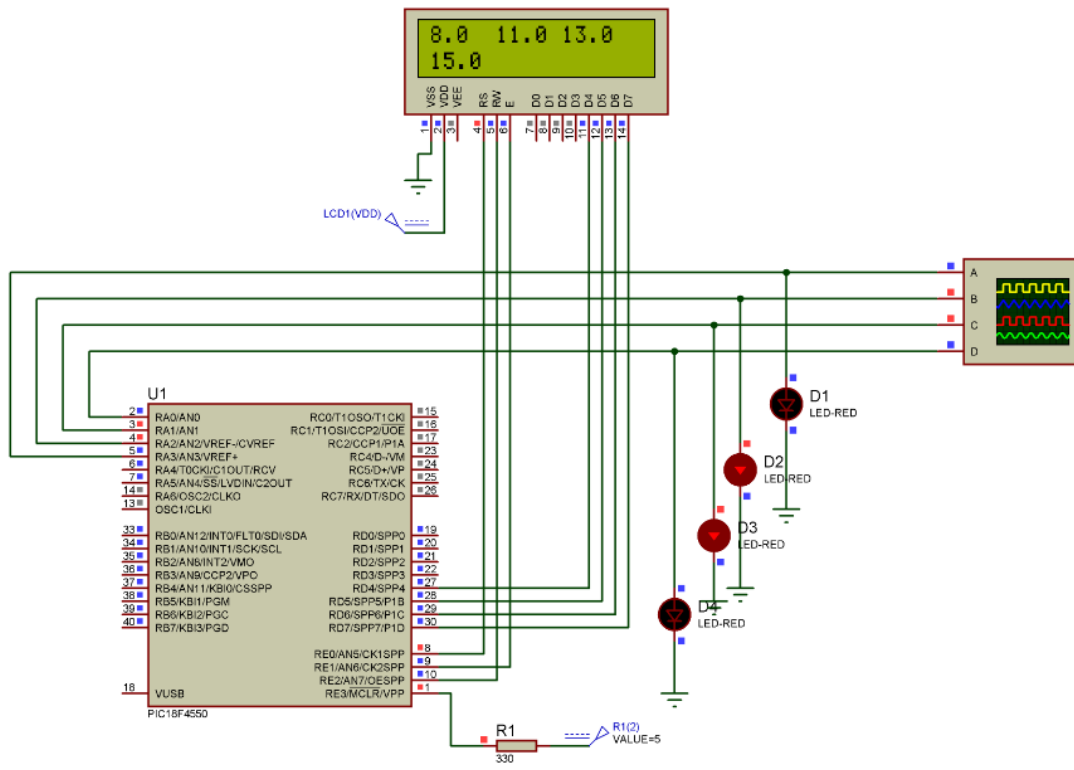 8.0 11.0 13.0
15.0
VSS VDD VEE RS RW E D0 D1 D2 D3 D4 D5 D6 D7
1 2 3 4 5 6 7 8 9 10 11 12 13 14
LCD1(VDD)
A
B
C
D
U1
2 RA0/AN0 RC0/T1OSO/T1CKI 15
3 RA1/AN1 RC1/T1OSI/CCP2/UOE 16
4 RA2/AN2/VREF-/CVREF RC2/CCP1/P1A 17
5 RA3/AN3/VREF+ RC4/D-/VM 23
6 RA4/T0CKI/C1OUT/RCV RC5/D+/VP 24
7 RA5/AN4/SS/LVDIN/C2OUT RC6/TX/CK 25
14 RA6/OSC2/CLKO RC7/RX/DT/SDO 26
13 OSC1/CLKI
33 RB0/AN12/INT0/FLT0/SDI/SDA RD0/SPP0 19
34 RB1/AN10/INT1/SCK/SCL RD1/SPP1 20
35 RB2/AN8/INT2/VMO RD2/SPP2 21
36 RB3/AN9/CCP2/VPO RD3/SPP3 22
37 RB4/AN11/KBI0/CSSPP RD4/SPP4 27
38 RB5/KBI1/PGM RD5/SPP5/P1B 28
39 RB6/KBI2/PGC RD6/SPP6/P1C 29
40 RB7/KBI3/PGD RD7/SPP7/P1D 30
RE0/AN5/CK1SPP 8
RE1/AN6/CK2SPP 9
RE2/AN7/OESPP 10
18 VUSB RE3/MCLR/VPP 1
PIC18F4550
D1
LED-RED
D2
LED-RED
D3
LED-RED
D4
LED-RED
R1
330
R1(2)
VALUE=5